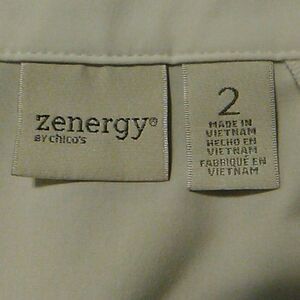 zenergy®
BY chico's
2
MADE IN
VIETNAM
HECHO EN
VIETNAM
FABRIQUÉ EN
VIETNAM